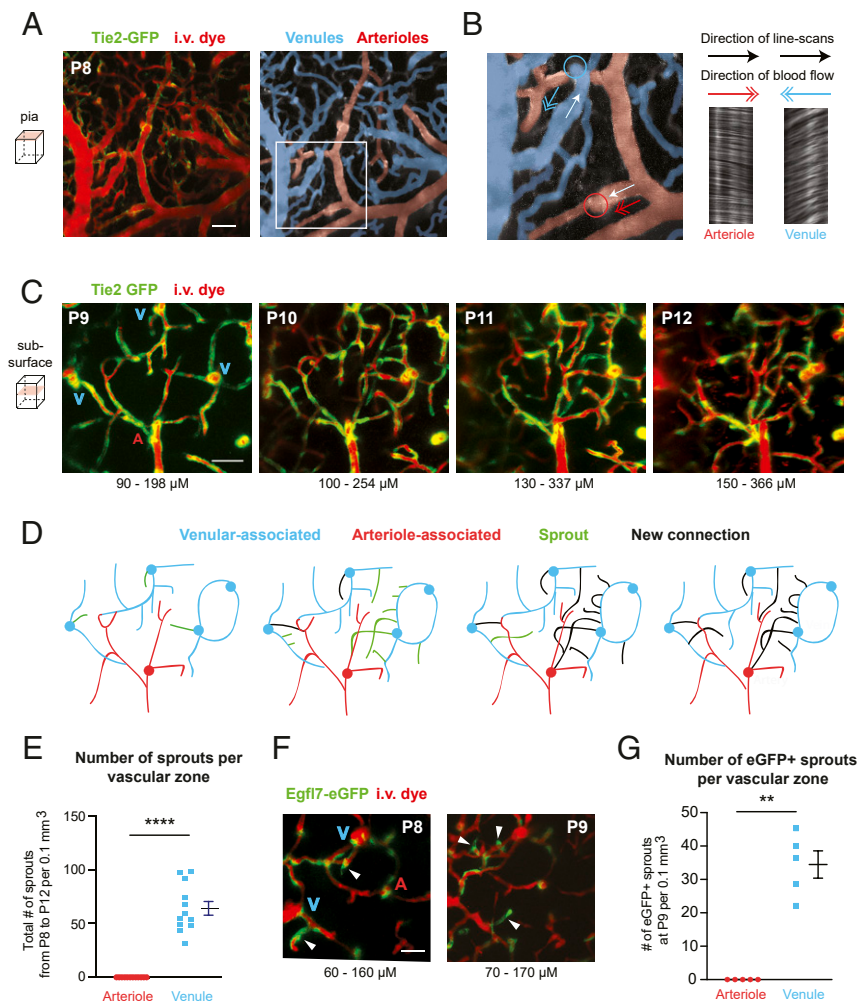 A
Tie2-GFP i.v. dye
Venules Arterioles
P8
pia
B
Direction of line-scans
Direction of blood flow
Arteriole
Venule
C
Tie2 GFP i.v. dye
sub-
surface
P9
V
V
V
A
P10
P11
P12
90 - 198 µM
100 - 254 µM
130 - 337 µM
150 - 366 µM
D
Venular-associated
Arteriole-associated
Sprout
New connection
E
Number of sprouts per
vascular zone
Total # of sprouts
from P8 to P12 per 0.1 mm³
150
100
50
0
****
Arteriole
Venule
F
Egfl7-eGFP i.v. dye
P8
V
V
A
P9
60 - 160 µM
70 - 170 µM
G
Number of eGFP+ sprouts
per vascular zone
# of eGFP+ sprouts
at P9 per 0.1 mm³
50
40
30
20
10
0
**
Arteriole
Venule